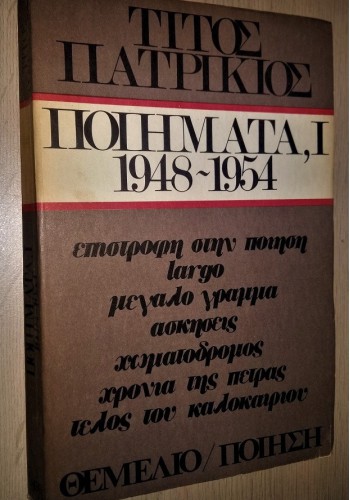 ΤΙΤΟΣ
ΠΑΤΡΙΚΙΟΣ
ΠΟΙΗΜΑΤΑ, Ι
1948~1954
επιστροφη στην ποιηση
largo
μεγαλο γραμμα
ασκησεις
χωματοδρομος
χρονια της πετρας
τελος του καλοκαιριου
ΘΕΜΕΛΙΟ/ΠΟΙΗΣΗ